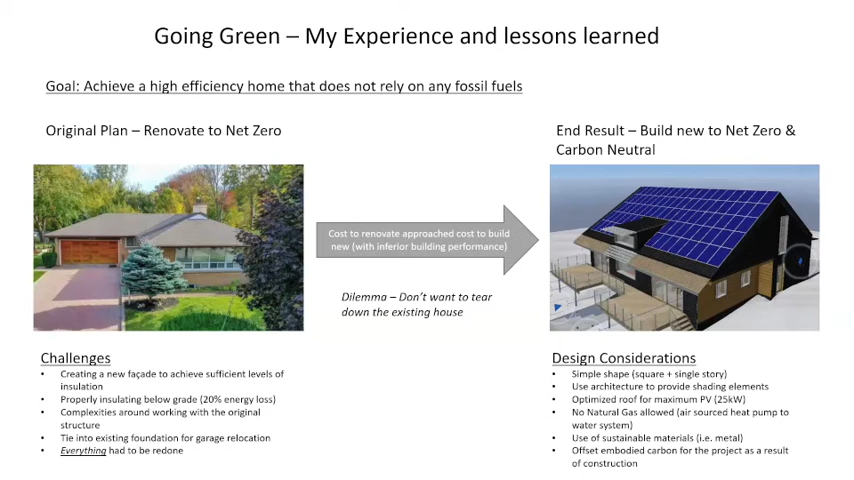 Going Green – My Experience and lessons learned
Goal: Achieve a high efficiency home that does not rely on any fossil fuels
Original Plan – Renovate to Net Zero
End Result – Build new to Net Zero &
Carbon Neutral
Cost to renovate approached cost to build
new (with inferior building performance)
Dilemma – Don't want to tear
down the existing house
Challenges
• Creating a new façade to achieve sufficient levels of
insulation
• Properly insulating below grade (20% energy loss)
• Complexities around working with the original
structure
• Tie into existing foundation for garage relocation
• Everything had to be redone
Design Considerations
• Simple shape (square + single story)
• Use architecture to provide shading elements
• Optimized roof for maximum PV (25kW)
• No Natural Gas allowed (air sourced heat pump to
water system)
• Use of sustainable materials (i.e. metal)
• Offset embodied carbon for the project as a result
of construction